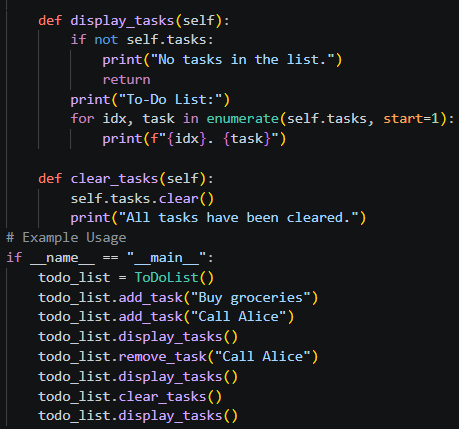 def display_tasks(self):
        if not self.tasks:
            print("No tasks in the list.")
            return
        print("To-Do List:")
        for idx, task in enumerate(self.tasks, start=1):
            print(f"{idx}. {task}")

    def clear_tasks(self):
        self.tasks.clear()
        print("All tasks have been cleared.")
# Example Usage
if __name__ == "__main__":
    todo_list = ToDoList()
    todo_list.add_task("Buy groceries")
    todo_list.add_task("Call Alice")
    todo_list.display_tasks()
    todo_list.remove_task("Call Alice")
    todo_list.display_tasks()
    todo_list.clear_tasks()
    todo_list.display_tasks()